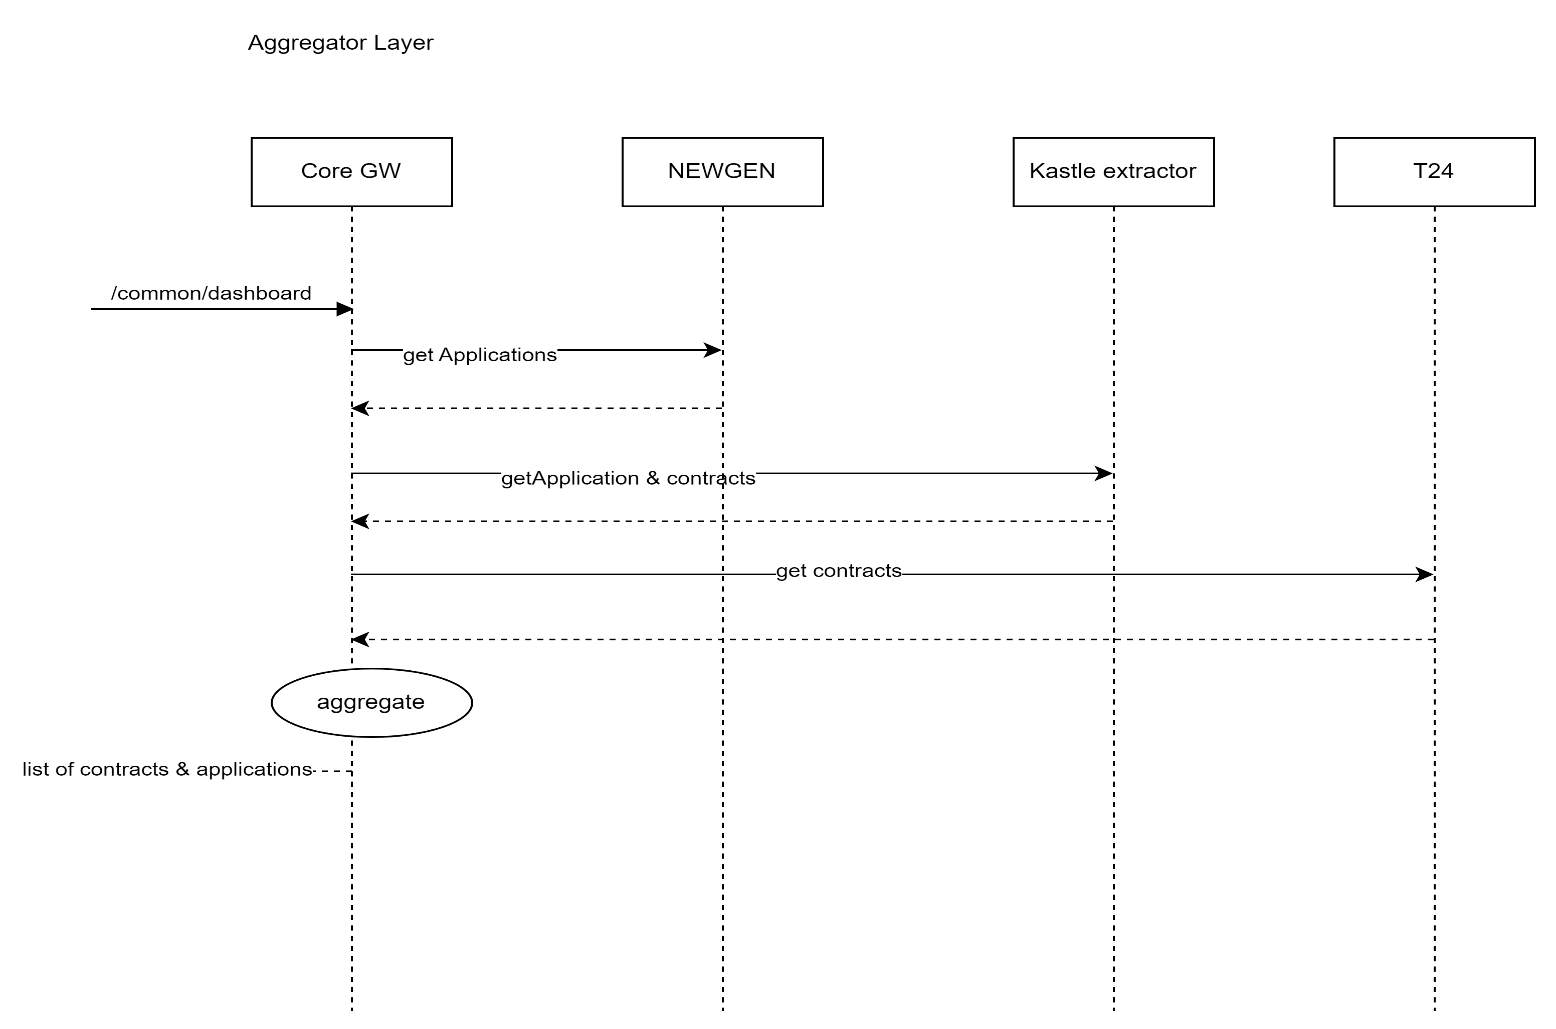 Aggregator Layer
Core GW
NEWGEN
Kastle extractor
T24
/common/dashboard
get Applications
getApplication & contracts
get contracts
aggregate
list of contracts & applications